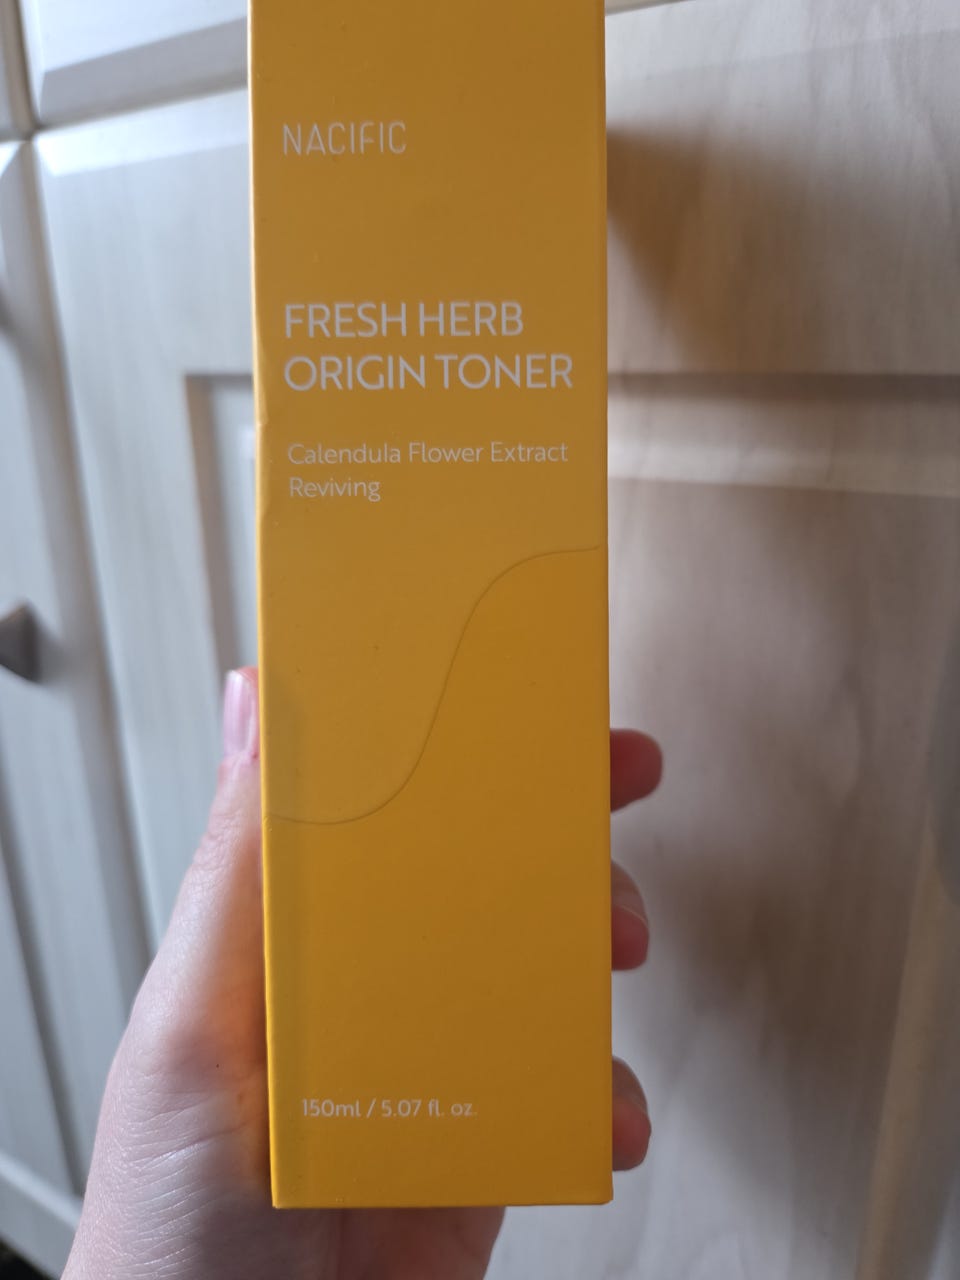 NACIFIC
FRESH HERB
ORIGIN TONER
Calendula Flower Extract
Reviving
150ml / 5.07 fl. oz.